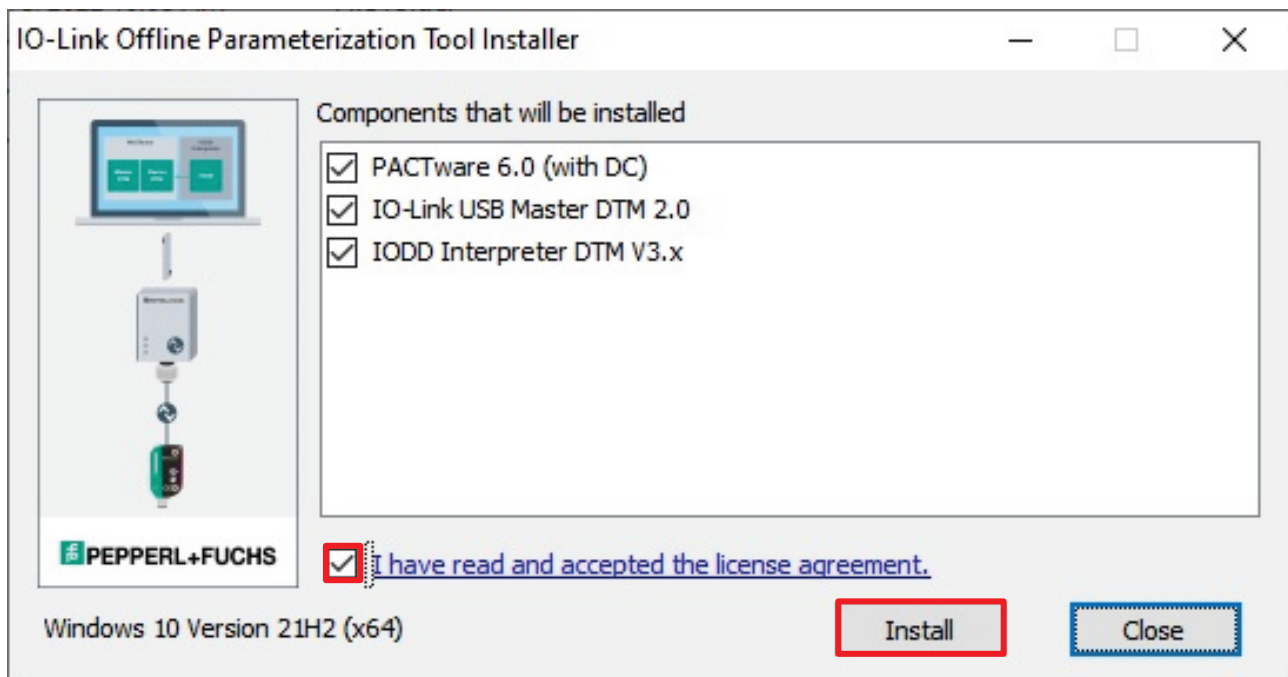 IO-Link Offline Parameterization Tool Installer
Components that will be installed
PACTware 6.0 (with DC)
IO-Link USB Master DTM 2.0
IODD Interpreter DTM V3.x
PEPPERL+FUCHS
I have read and accepted the license agreement.
Windows 10 Version 21H2 (x64)
Install
Close